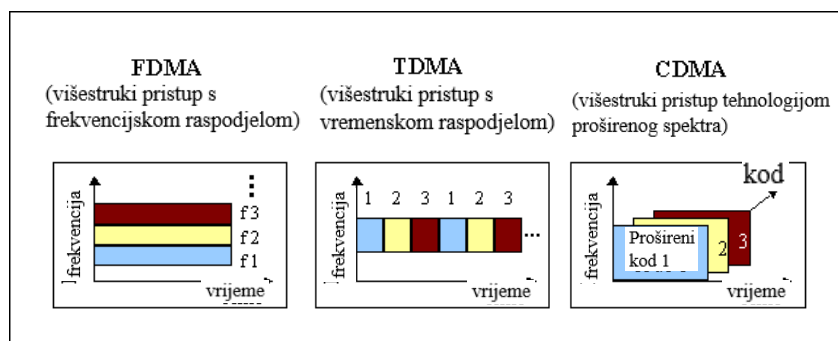 FDMA
(višestruki pristup s
frekvencijskom raspodjelom)
TDMA
(višestruki pristup s
vremenskom raspodjelom)
CDMA
(višestruki pristup tehnologijom
proširenog spektra)
frekvencija
f3
f2
f1
vrijeme
frekvencija
1 2 3 1 2 3
...
vrijeme
kod
frekvencija
Prošireni
kod 1
2
3
vrijeme